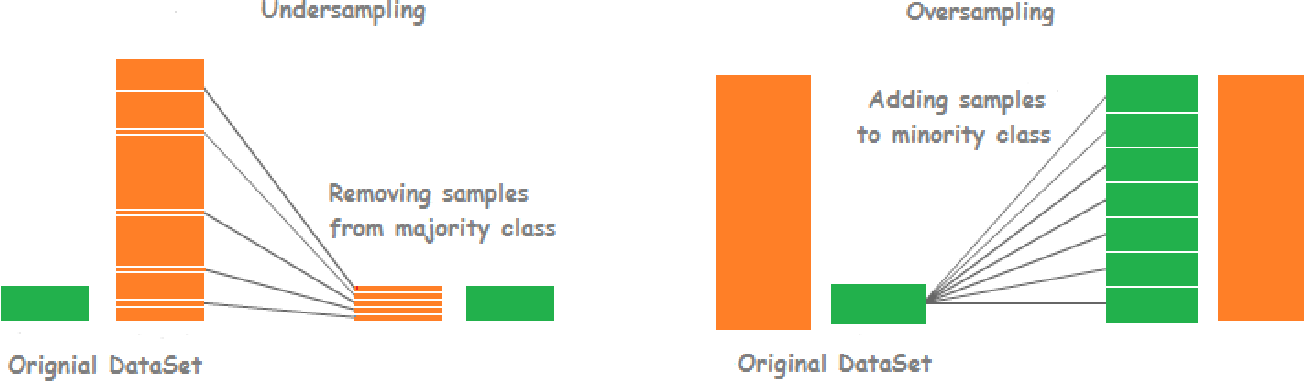 Undersampling
Removing samples
from majority class
Orignial DataSet
Oversampling
Adding samples
to minority class
Original DataSet